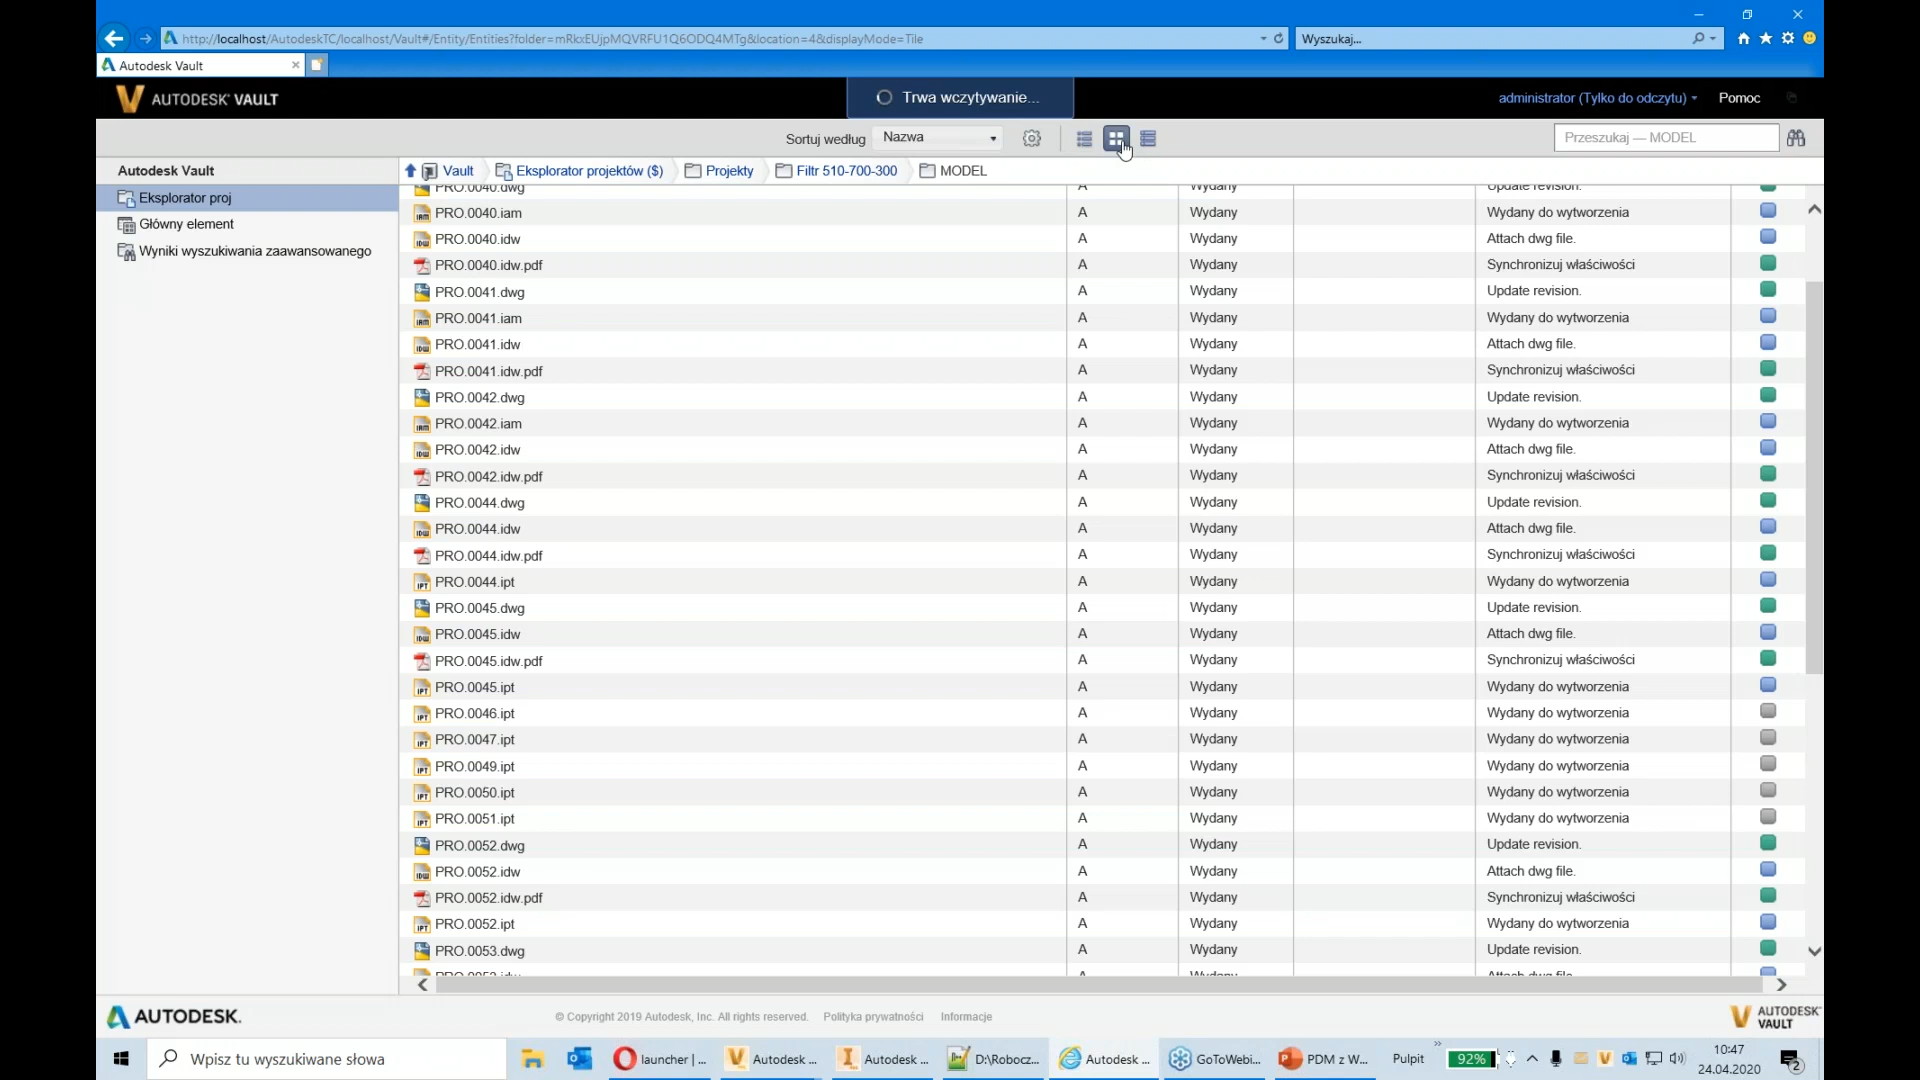 http://localhost/AutodeskTC/localhost/Vault#/Entity/Entities?folder=mRkxEUjpMQVRFU1Q6ODQ4MTg&location=4&displayMode=Tile
Wyszukaj...
Autodesk Vault
AUTODESK® VAULT
Trwa wczytywanie...
administrator (Tylko do odczytu)
Pomoc
Sortuj według
Nazwa
Przeszukaj — MODEL
Autodesk Vault
Vault
Eksplorator projektów ($)
Projekty
Filtr 510-700-300
MODEL
Eksplorator proj
Główny element
Wyniki wyszukiwania zaawansowanego
PRO.0040.dwg A Wydany Update revision.
PRO.0040.iam A Wydany Wydany do wytworzenia
PRO.0040.idw A Wydany Attach dwg file.
PRO.0040.idw.pdf A Wydany Synchronizuj właściwości
PRO.0041.dwg A Wydany Update revision.
PRO.0041.iam A Wydany Wydany do wytworzenia
PRO.0041.idw A Wydany Attach dwg file.
PRO.0041.idw.pdf A Wydany Synchronizuj właściwości
PRO.0042.dwg A Wydany Update revision.
PRO.0042.iam A Wydany Wydany do wytworzenia
PRO.0042.idw A Wydany Attach dwg file.
PRO.0042.idw.pdf A Wydany Synchronizuj właściwości
PRO.0044.dwg A Wydany Update revision.
PRO.0044.idw A Wydany Attach dwg file.
PRO.0044.idw.pdf A Wydany Synchronizuj właściwości
PRO.0044.ipt A Wydany Wydany do wytworzenia
PRO.0045.dwg A Wydany Update revision.
PRO.0045.idw A Wydany Attach dwg file.
PRO.0045.idw.pdf A Wydany Synchronizuj właściwości
PRO.0045.ipt A Wydany Wydany do wytworzenia
PRO.0046.ipt A Wydany Wydany do wytworzenia
PRO.0047.ipt A Wydany Wydany do wytworzenia
PRO.0049.ipt A Wydany Wydany do wytworzenia
PRO.0050.ipt A Wydany Wydany do wytworzenia
PRO.0051.ipt A Wydany Wydany do wytworzenia
PRO.0052.dwg A Wydany Update revision.
PRO.0052.idw A Wydany Attach dwg file.
PRO.0052.idw.pdf A Wydany Synchronizuj właściwości
PRO.0052.ipt A Wydany Wydany do wytworzenia
PRO.0053.dwg A Wydany Update revision.
PRO.0053.idw A Wydany Attach dwg file.
AUTODESK.
© Copyright 2019 Autodesk, Inc. All rights reserved. Polityka prywatności Informacje
AUTODESK® VAULT
Wpisz tu wyszukiwane słowa
launcher | ...
Autodesk ...
Autodesk ...
D:\Robocz...
Autodesk ...
GoToWebi...
PDM z W...
Pulpit
92%
10:47
24.04.2020
2